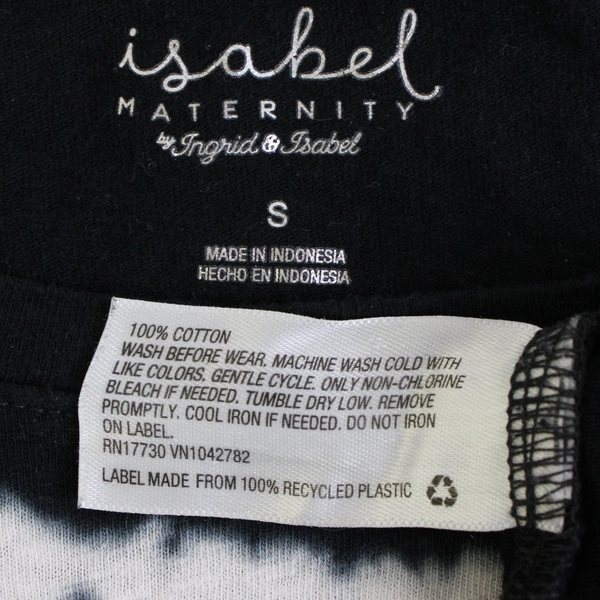 isabel
MATERNITY
by Ingrid & Isabel
S
MADE IN INDONESIA
HECHO EN INDONESIA
100% COTTON
WASH BEFORE WEAR. MACHINE WASH COLD WITH
LIKE COLORS. GENTLE CYCLE. ONLY NON-CHLORINE
BLEACH IF NEEDED. TUMBLE DRY LOW. REMOVE
PROMPTLY. COOL IRON IF NEEDED. DO NOT IRON
ON LABEL.
RN17730 VN1042782
LABEL MADE FROM 100% RECYCLED PLASTIC